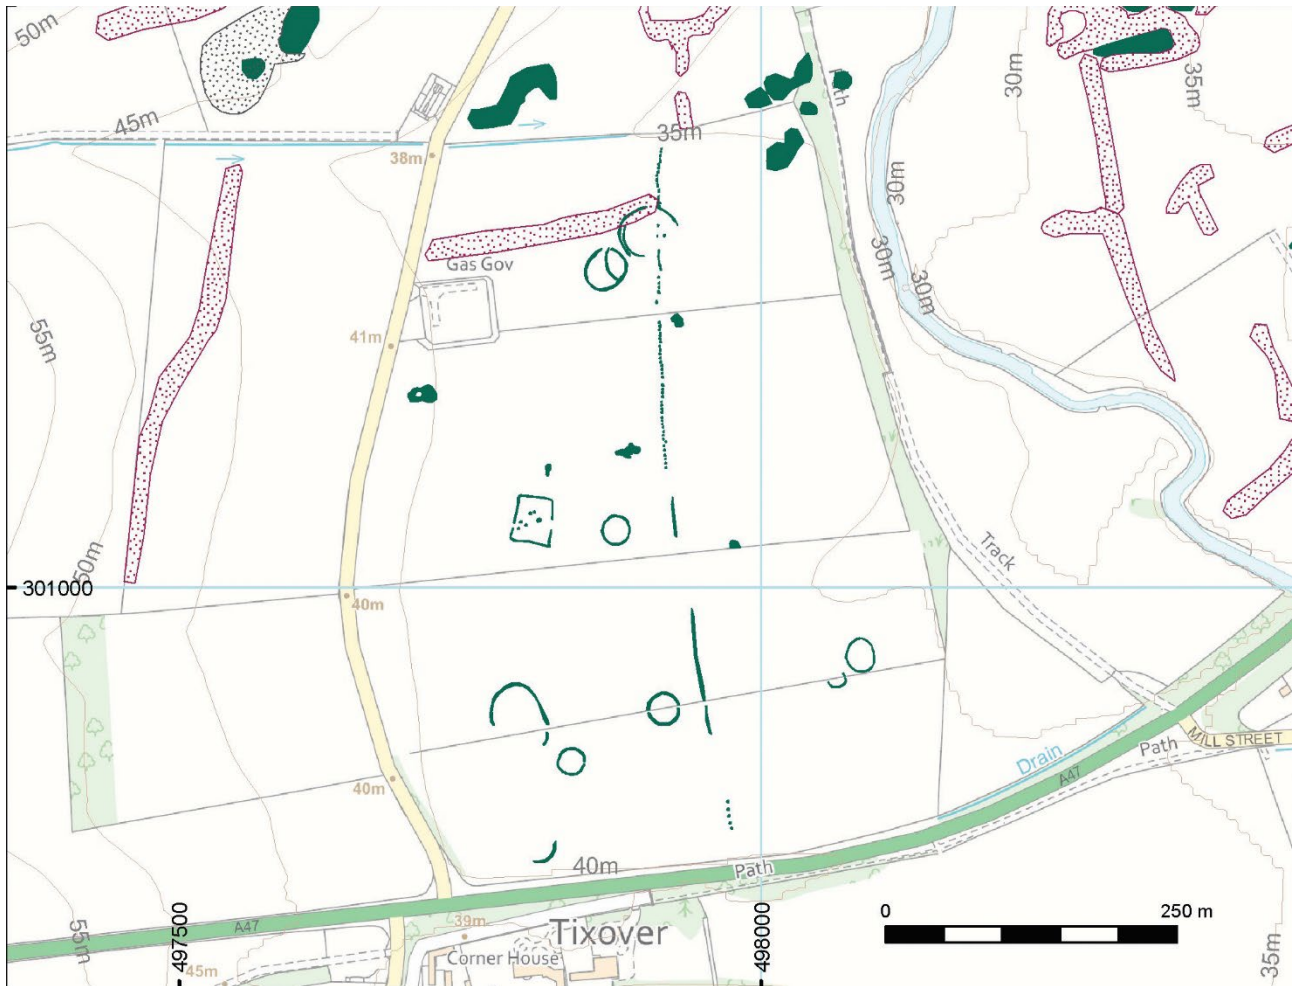 50m
45m
Path
30m
35m
38m
35m
30m
30m
30m
Gas Gov
41m
55m
50m
Track
301000
40m
40m
Drain
A47
Path
MILL STREET
40m
Path
0
250 m
A47
39m
Tixover
Corner House
55m
45m
497500
498000
35m